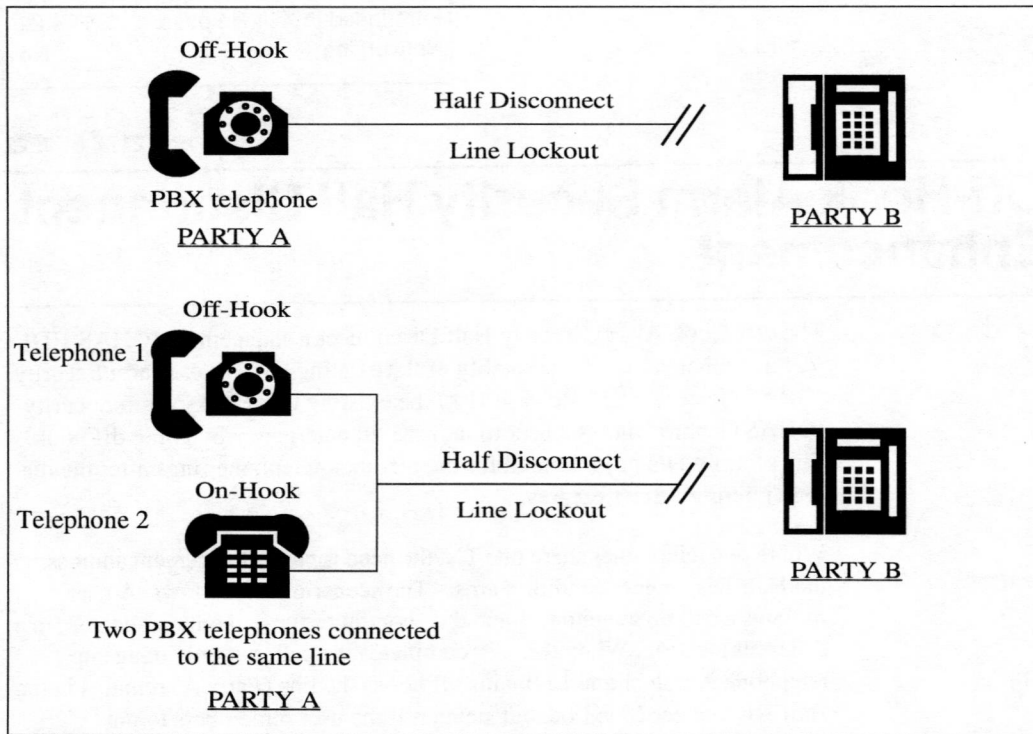 Off-Hook
Half Disconnect
Line Lockout
PBX telephone
PARTY A
PARTY B
Off-Hook
Telephone 1
Half Disconnect
On-Hook
Telephone 2
Line Lockout
PARTY B
Two PBX telephones connected
to the same line
PARTY A